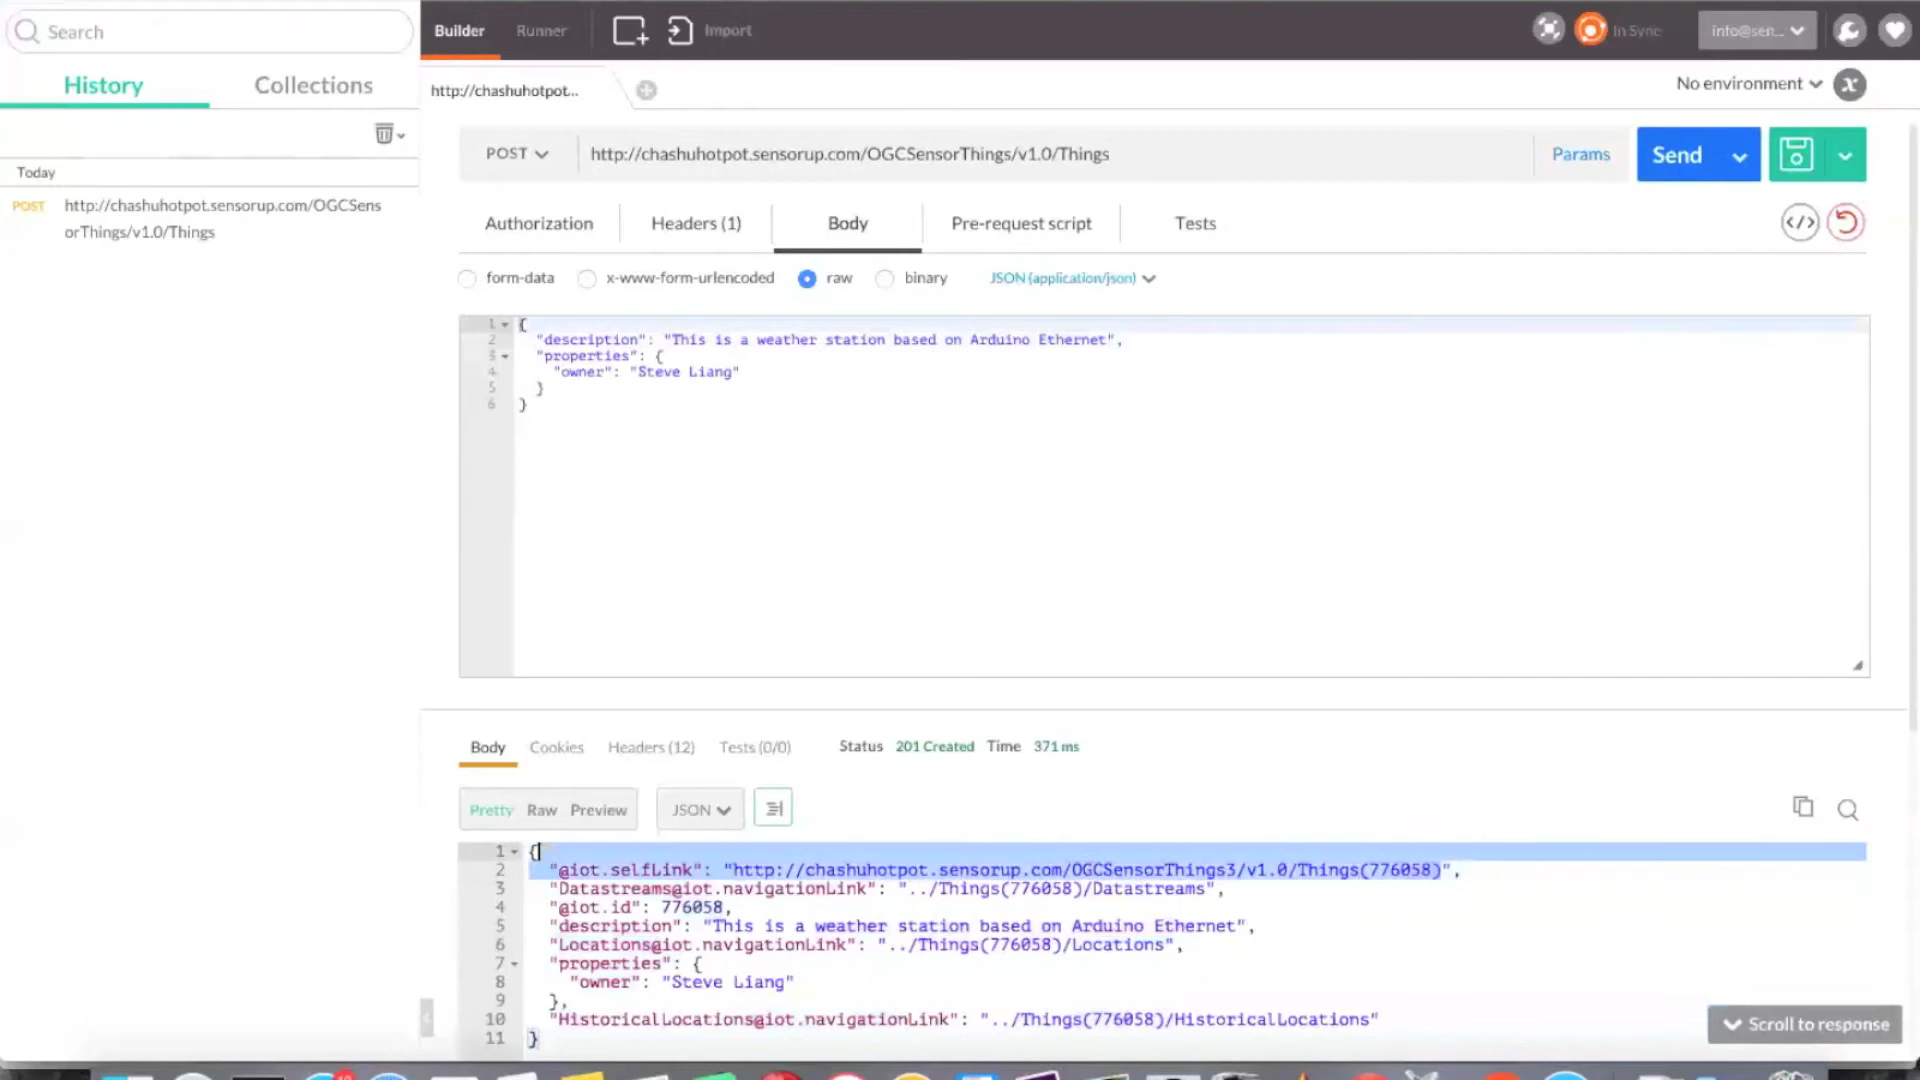 Search
Builder
Runner
Import
In Sync
info@sen...
History
Collections
http://chashuhotpot...
No environment
Today
POST
http://chashuhotpot.sensorup.com/OGCSens
orThings/v1.0/Things
POST
http://chashuhotpot.sensorup.com/OGCSensorThings/v1.0/Things
Params
Send
Authorization
Headers (1)
Body
Pre-request script
Tests
form-data
x-www-form-urlencoded
raw
binary
JSON (application/json)
1 {
2 "description": "This is a weather station based on Arduino Ethernet",
3 "properties": {
4 "owner": "Steve Liang"
5 }
6 }
Body
Cookies
Headers (12)
Tests (0/0)
Status 201 Created Time 371 ms
Pretty Raw Preview
JSON
1 {
2 "@iot.selfLink": "http://chashuhotpot.sensorup.com/OGCSensorThings3/v1.0/Things(776058)",
3 "Datastreams@iot.navigationLink": "../Things(776058)/Datastreams",
4 "@iot.id": 776058,
5 "description": "This is a weather station based on Arduino Ethernet",
6 "Locations@iot.navigationLink": "../Things(776058)/Locations",
7 "properties": {
8 "owner": "Steve Liang"
9 },
10 "HistoricalLocations@iot.navigationLink": "../Things(776058)/HistoricalLocations"
11 }
Scroll to response